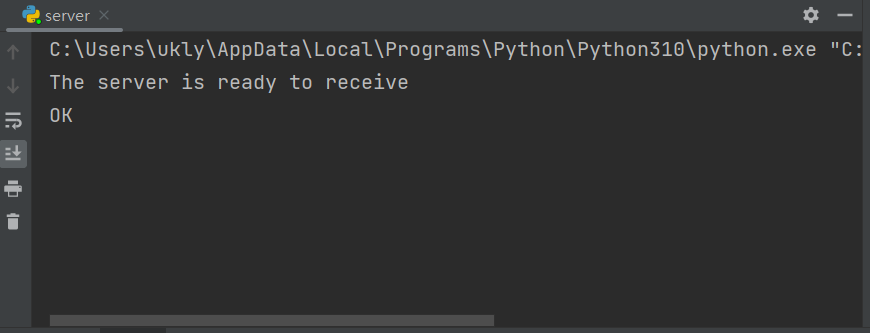 server
C:\Users\ukly\AppData\Local\Programs\Python\Python310\python.exe "C:
The server is ready to receive
OK